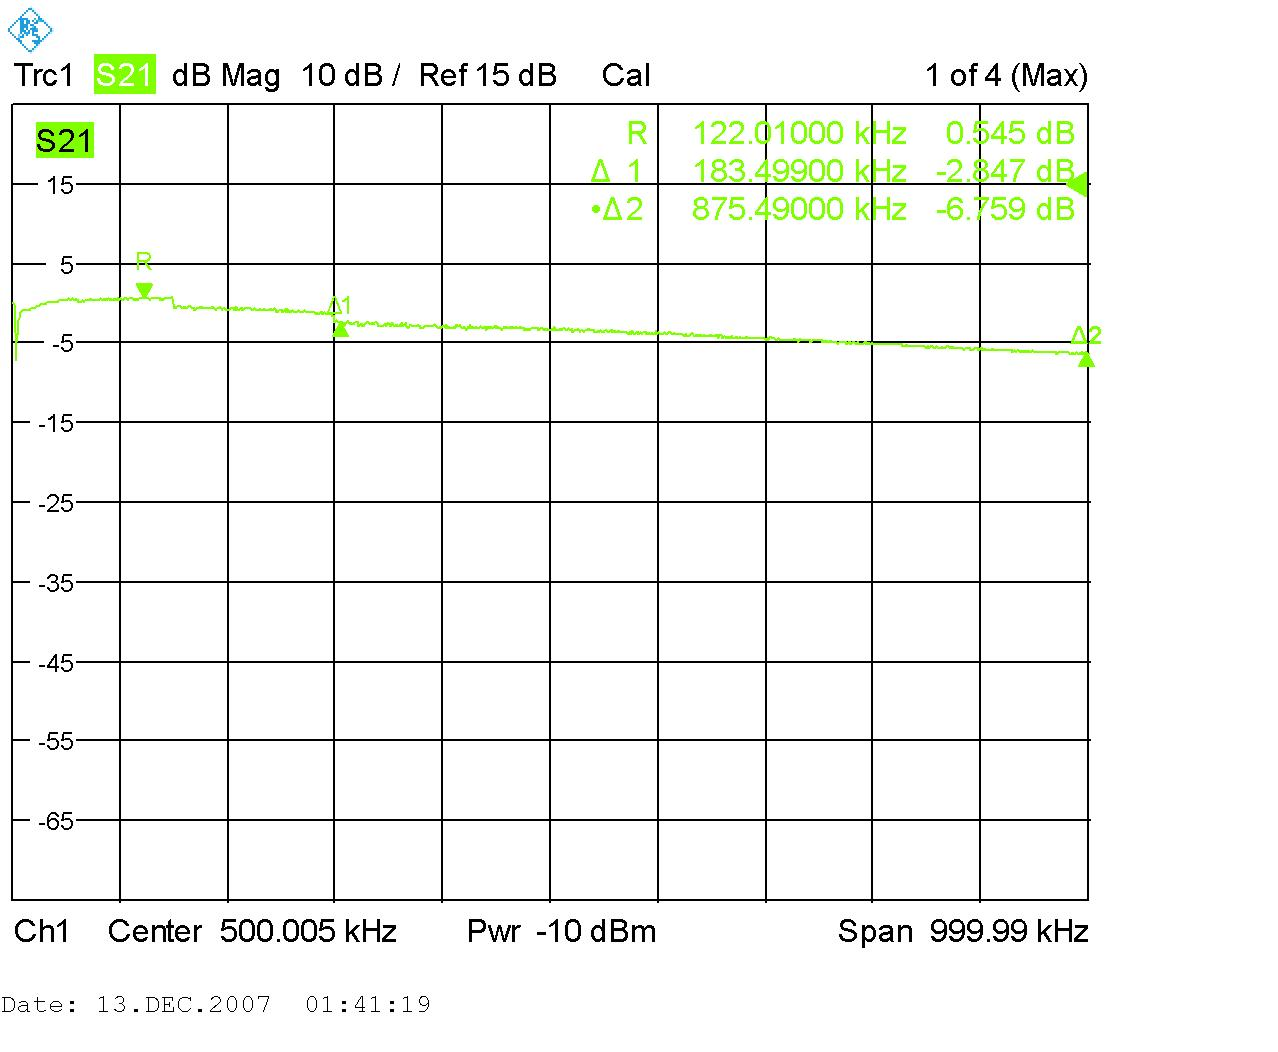 Trc1 S21 dB Mag 10 dB / Ref 15 dB Cal 1 of 4 (Max)
S21
R 122.01000 kHz 0.545 dB
Δ 1 183.49900 kHz -2.847 dB
•Δ2 875.49000 kHz -6.759 dB
15
5
R
Δ1
-5
Δ2
-15
-25
-35
-45
-55
-65
Ch1 Center 500.005 kHz Pwr -10 dBm Span 999.99 kHz
Date: 13.DEC.2007 01:41:19